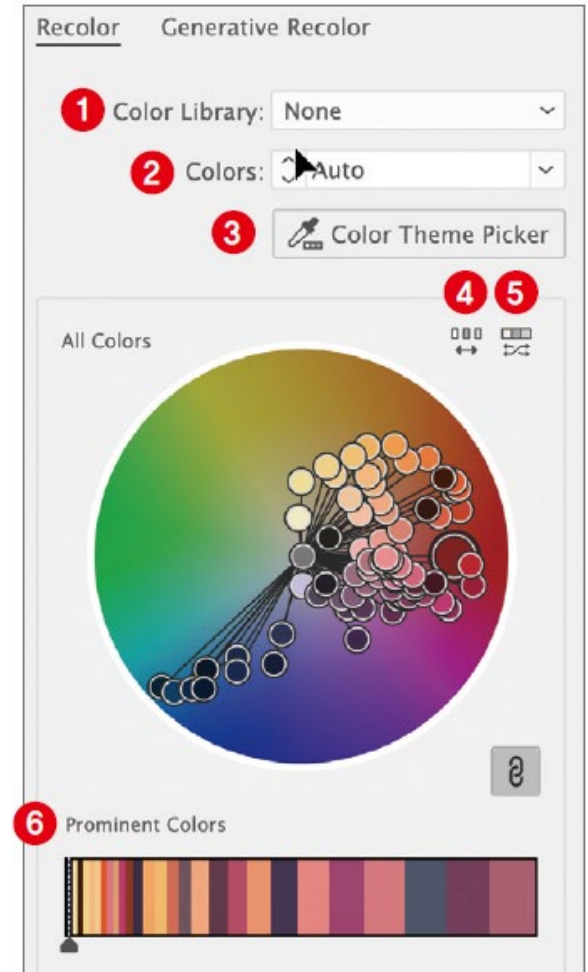 Recolor Generative Recolor
1 Color Library: None
2 Colors: Auto
3 Color Theme Picker
4 5
All Colors
6 Prominent Colors